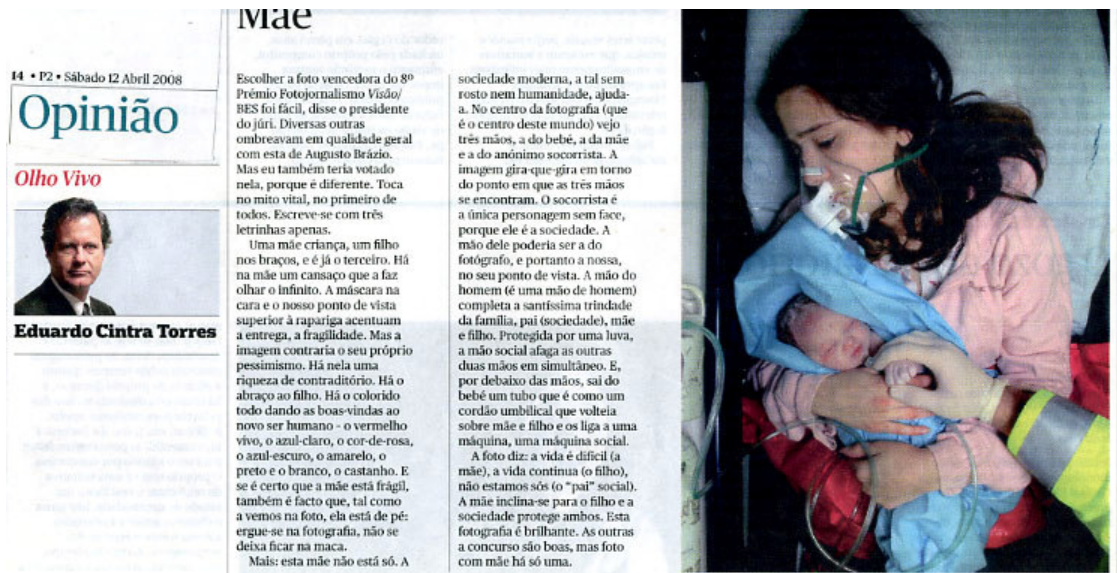 Mãe
14 • P2 • Sábado 12 Abril 2008
Opinião
Olho Vivo
Eduardo Cintra Torres
Escolher a foto vencedora do 8º
Prémio Fotojornalismo Visão/
BES foi fácil, disse o presidente
do júri. Diversas outras
ombreavam em qualidade geral
com esta de Augusto Brázio.
Mas eu também teria votado
nela, porque é diferente. Toca
no mito vital, no primeiro de
todos. Escreve-se com três
letrinhas apenas.
Uma mãe criança, um filho
nos braços, e é já o terceiro. Há
na mãe um cansaço que a faz
olhar o infinito. A máscara na
cara e o nosso ponto de vista
superior à rapariga acentuam
a entrega, a fragilidade. Mas a
imagem contraria o seu próprio
pessimismo. Há nela uma
riqueza de contraditório. Há o
abraço ao filho. Há o colorido
todo dando as boas-vindas ao
novo ser humano - o vermelho
vivo, o azul-claro, o cor-de-rosa,
o azul-escuro, o amarelo, o
preto e o branco, o castanho. E
se é certo que a mãe está frágil,
também é facto que, tal como
a vemos na foto, ela está de pé:
ergue-se na fotografia, não se
deixa ficar na maca.
Mais: esta mãe não está só. A
sociedade moderna, a tal sem
rosto nem humanidade, ajuda-
a. No centro da fotografia (que
é o centro deste mundo) vejo
três mãos, a do bebé, a da mãe
e a do anónimo socorrista. A
imagem gira-que-gira em torno
do ponto em que as três mãos
se encontram. O socorrista é
a única personagem sem face,
porque ele é a sociedade. A
mão dele poderia ser a do
fotógrafo, e portanto a nossa,
no seu ponto de vista. A mão do
homem (é uma mão de homem)
completa a santíssima trindade
da família, pai (sociedade), mãe
e filho. Protegida por uma luva,
a mão social afaga as outras
duas mãos em simultâneo. E,
por debaixo das mãos, sai do
bebé um tubo que é como um
cordão umbilical que volteia
sobre mãe e filho e os liga a uma
máquina, uma máquina social.
A foto diz: a vida é difícil (a
mãe), a vida continua (o filho),
não estamos sós (o "pai" social).
A mãe inclina-se para o filho e a
sociedade protege ambos. Esta
fotografia é brilhante. As outras
a concurso são boas, mas foto
com mãe há só uma.